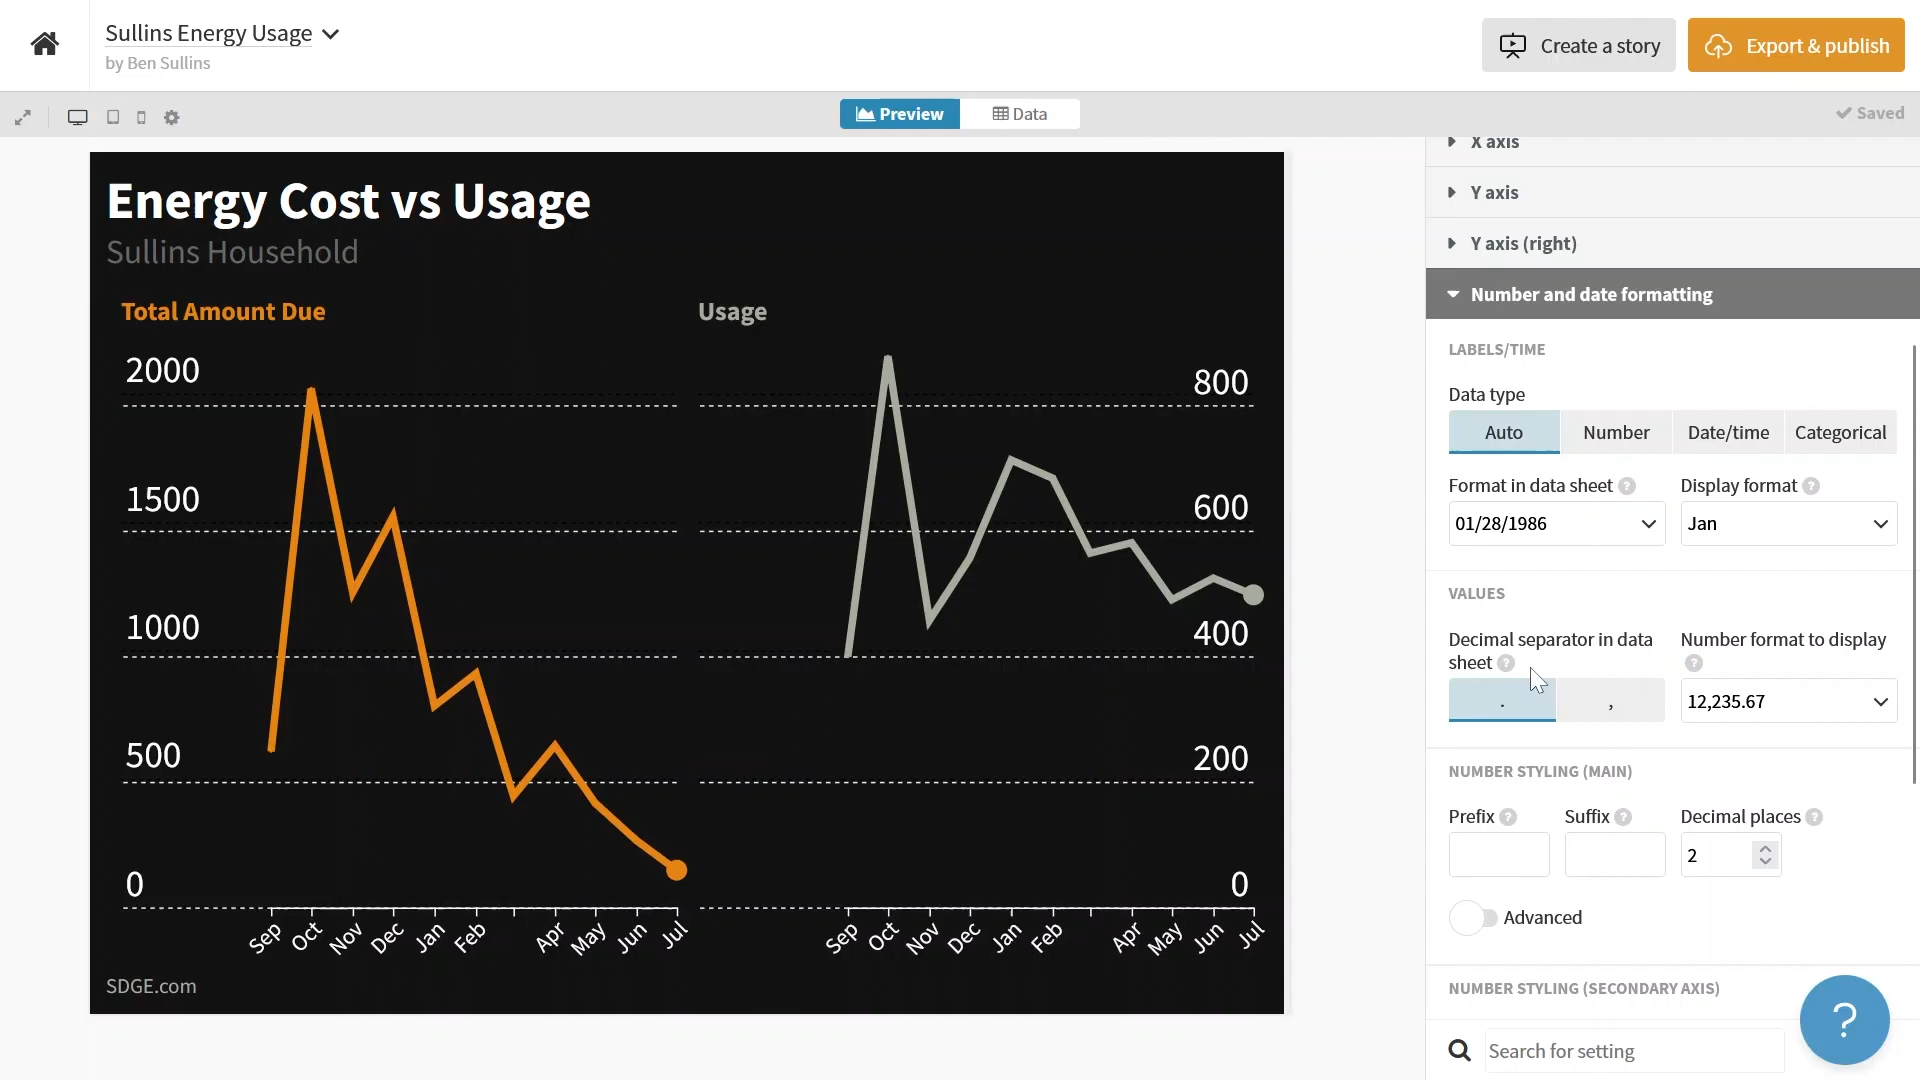 Sullins Energy Usage
by Ben Sullins
Create a story
Export & publish
Preview
Data
Saved
Energy Cost vs Usage
Sullins Household
Total Amount Due
2000
1500
1000
500
0
Sep Oct Nov Dec Jan Feb Apr May Jun Jul
Usage
800
600
400
200
0
Sep Oct Nov Dec Jan Feb Apr May Jun Jul
SDGE.com
X axis
Y axis
Y axis (right)
Number and date formatting
LABELS/TIME
Data type
Auto Number Date/time Categorical
Format in data sheet ? Display format ?
01/28/1986 Jan
VALUES
Decimal separator in data
sheet ?
Number format to display
?
. , 12,235.67
NUMBER STYLING (MAIN)
Prefix ? Suffix ? Decimal places ?
2
Advanced
NUMBER STYLING (SECONDARY AXIS)
Search for setting
?